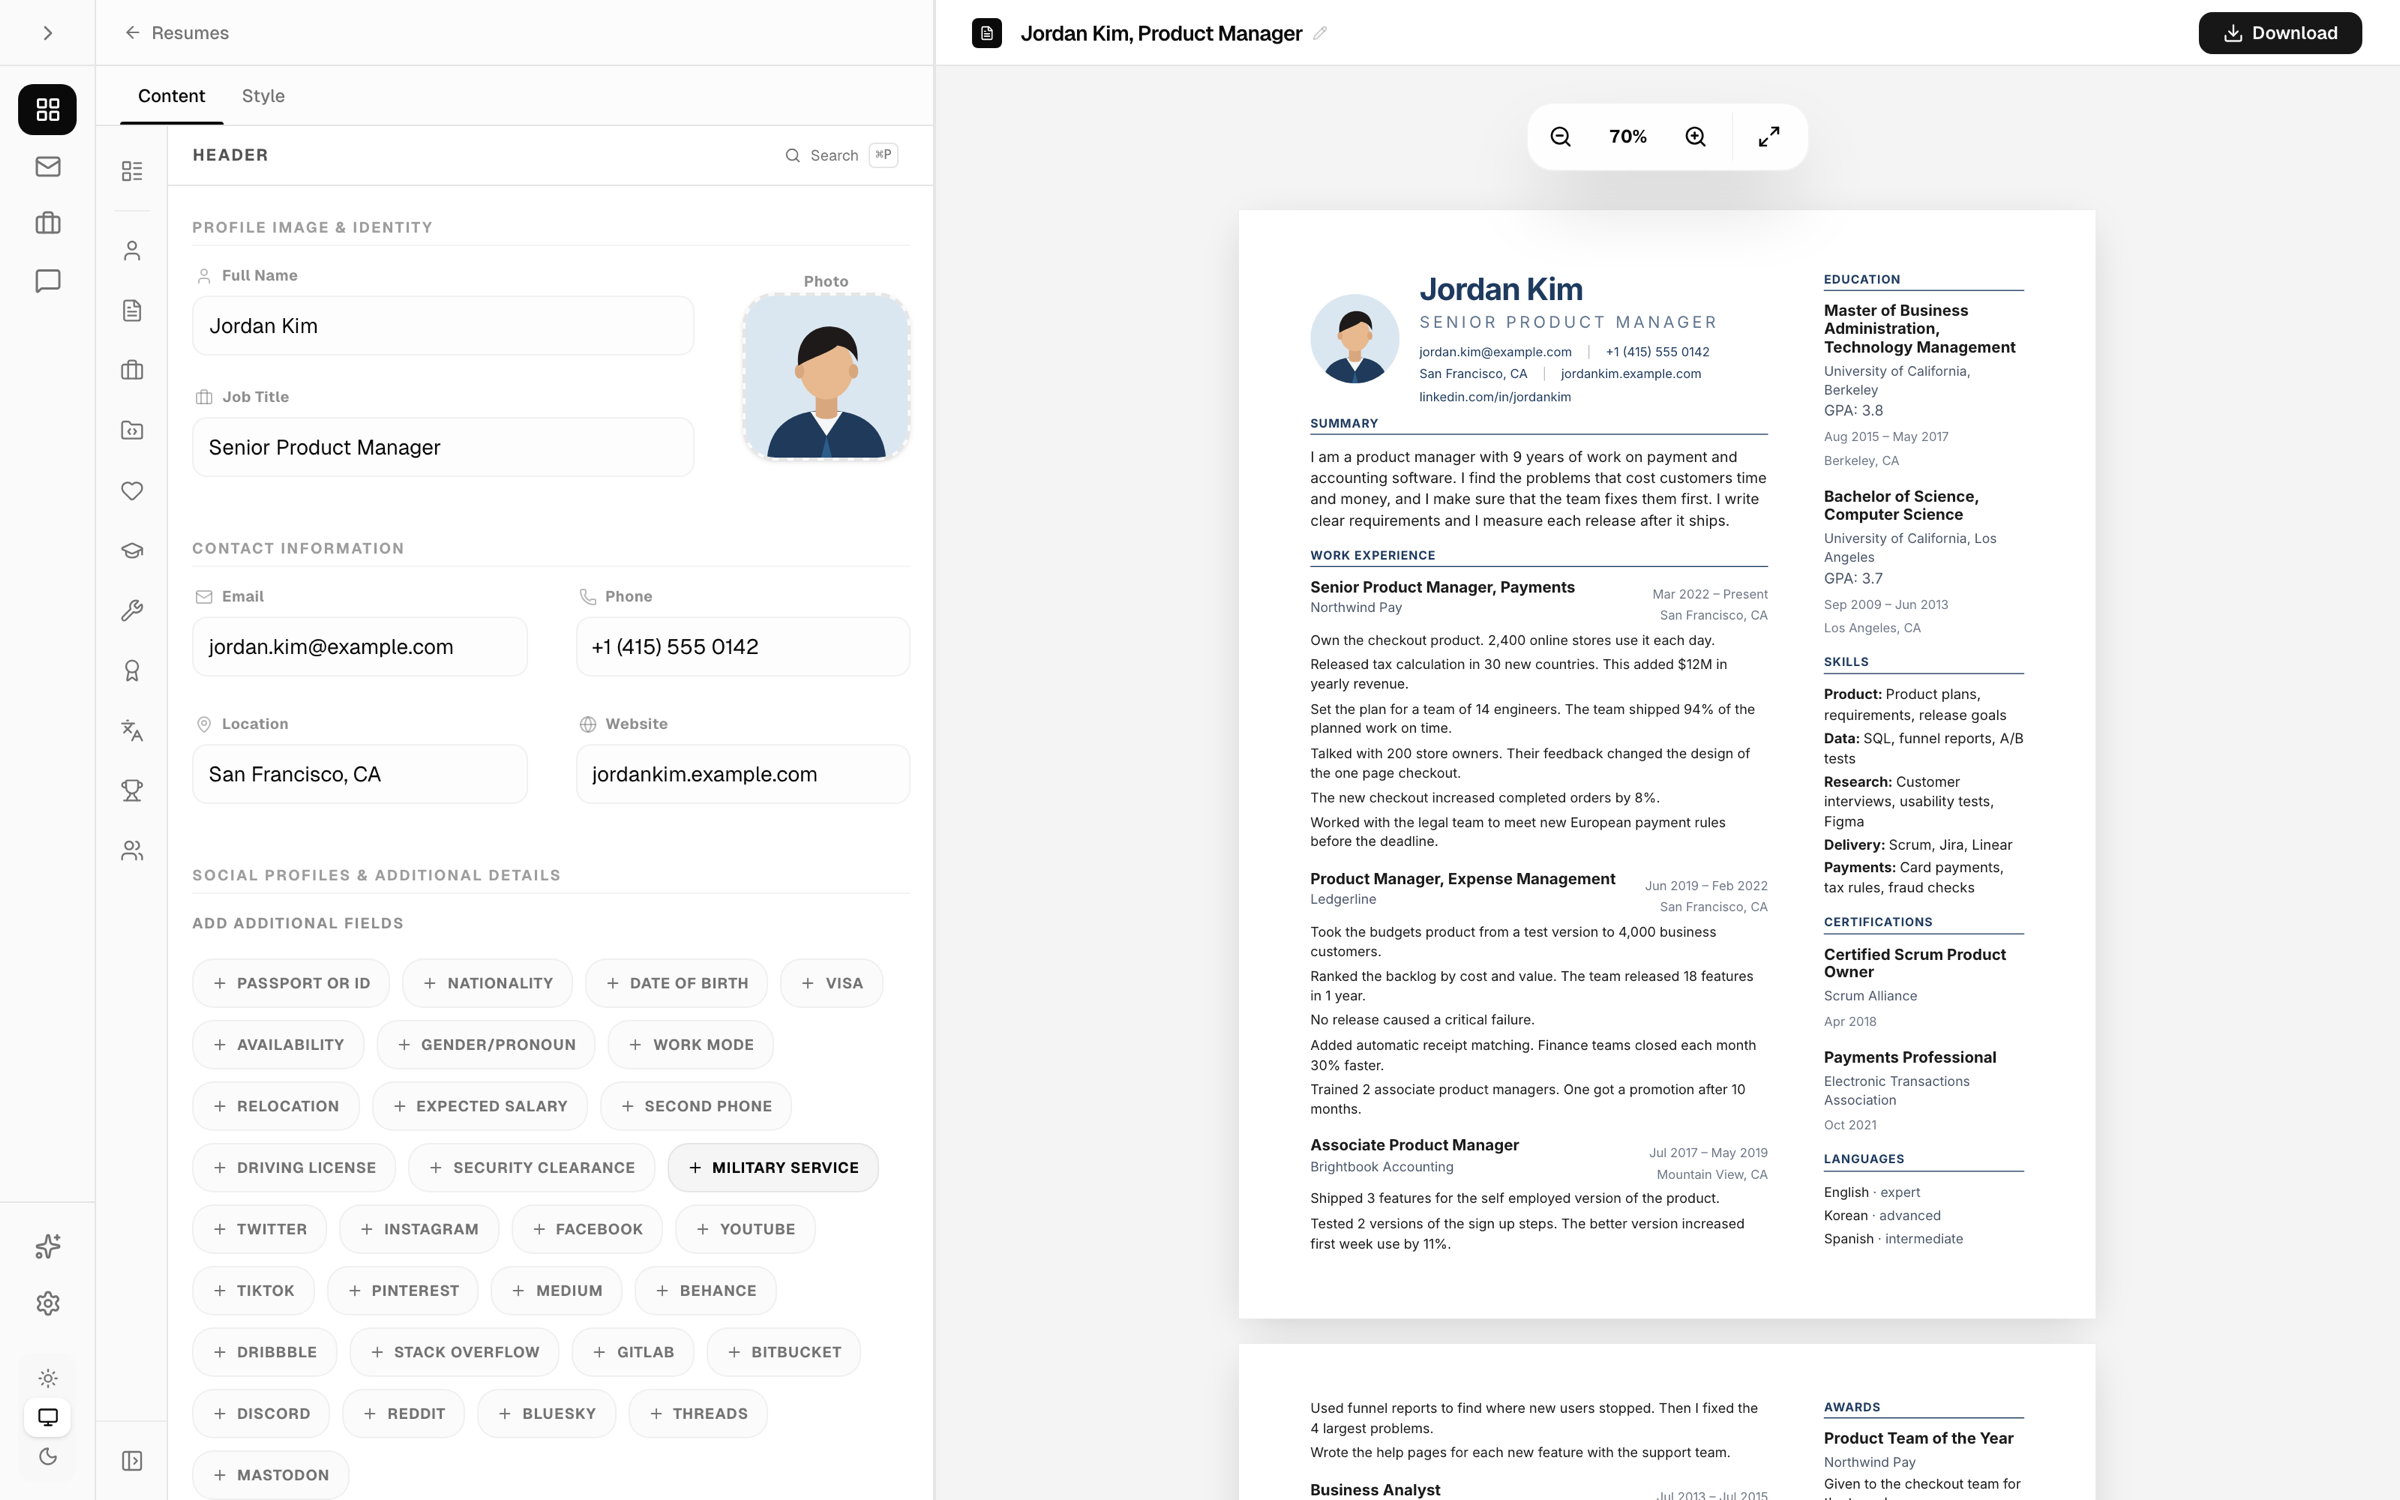 Resumes
Jordan Kim, Product Manager
Download
Content
Style
HEADER
Search
⌘P
70%
PROFILE IMAGE & IDENTITY
Full Name
Photo
Jordan Kim
Job Title
Senior Product Manager
CONTACT INFORMATION
Email
Phone
jordan.kim@example.com
+1 (415) 555 0142
Location
Website
San Francisco, CA
jordankim.example.com
SOCIAL PROFILES & ADDITIONAL DETAILS
ADD ADDITIONAL FIELDS
PASSPORT OR ID
NATIONALITY
DATE OF BIRTH
VISA
AVAILABILITY
GENDER/PRONOUN
WORK MODE
RELOCATION
EXPECTED SALARY
SECOND PHONE
DRIVING LICENSE
SECURITY CLEARANCE
MILITARY SERVICE
TWITTER
INSTAGRAM
FACEBOOK
YOUTUBE
TIKTOK
PINTEREST
MEDIUM
BEHANCE
DRIBBBLE
STACK OVERFLOW
GITLAB
BITBUCKET
DISCORD
REDDIT
BLUESKY
THREADS
MASTODON
Jordan Kim
SENIOR PRODUCT MANAGER
jordan.kim@example.com | +1 (415) 555 0142
San Francisco, CA | jordankim.example.com
linkedin.com/in/jordankim
SUMMARY
I am a product manager with 9 years of work on payment and
accounting software. I find the problems that cost customers time
and money, and I make sure that the team fixes them first. I write
clear requirements and I measure each release after it ships.
WORK EXPERIENCE
Senior Product Manager, Payments
Mar 2022 – Present
Northwind Pay
San Francisco, CA
Own the checkout product. 2,400 online stores use it each day.
Released tax calculation in 30 new countries. This added $12M in
yearly revenue.
Set the plan for a team of 14 engineers. The team shipped 94% of the
planned work on time.
Talked with 200 store owners. Their feedback changed the design of
the one page checkout.
The new checkout increased completed orders by 8%.
Worked with the legal team to meet new European payment rules
before the deadline.
Product Manager, Expense Management
Jun 2019 – Feb 2022
Ledgerline
San Francisco, CA
Took the budgets product from a test version to 4,000 business
customers.
Ranked the backlog by cost and value. The team released 18 features
in 1 year.
No release caused a critical failure.
Added automatic receipt matching. Finance teams closed each month
30% faster.
Trained 2 associate product managers. One got a promotion after 10
months.
Associate Product Manager
Jul 2017 – May 2019
Brightbook Accounting
Mountain View, CA
Shipped 3 features for the self employed version of the product.
Tested 2 versions of the sign up steps. The better version increased
first week use by 11%.
EDUCATION
Master of Business
Administration,
Technology Management
University of California,
Berkeley
GPA: 3.8
Aug 2015 – May 2017
Berkeley, CA
Bachelor of Science,
Computer Science
University of California, Los
Angeles
GPA: 3.7
Sep 2009 – Jun 2013
Los Angeles, CA
SKILLS
Product: Product plans,
requirements, release goals
Data: SQL, funnel reports, A/B
tests
Research: Customer
interviews, usability tests,
Figma
Delivery: Scrum, Jira, Linear
Payments: Card payments,
tax rules, fraud checks
CERTIFICATIONS
Certified Scrum Product
Owner
Scrum Alliance
Apr 2018
Payments Professional
Electronic Transactions
Association
Oct 2021
LANGUAGES
English · expert
Korean · advanced
Spanish · intermediate
Used funnel reports to find where new users stopped. Then I fixed the
4 largest problems.
Wrote the help pages for each new feature with the support team.
Business Analyst
Jul 2013 – Jul 2015
AWARDS
Product Team of the Year
Northwind Pay
Given to the checkout team for